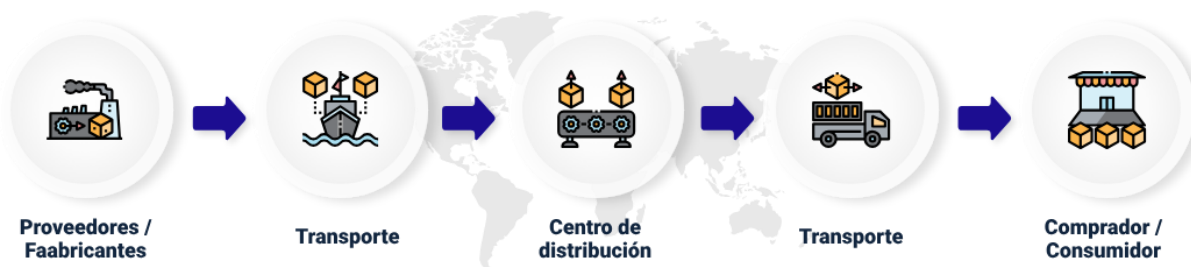 Proveedores /
Faabricantes
Transporte
Centro de
distribución
Transporte
Comprador /
Consumidor